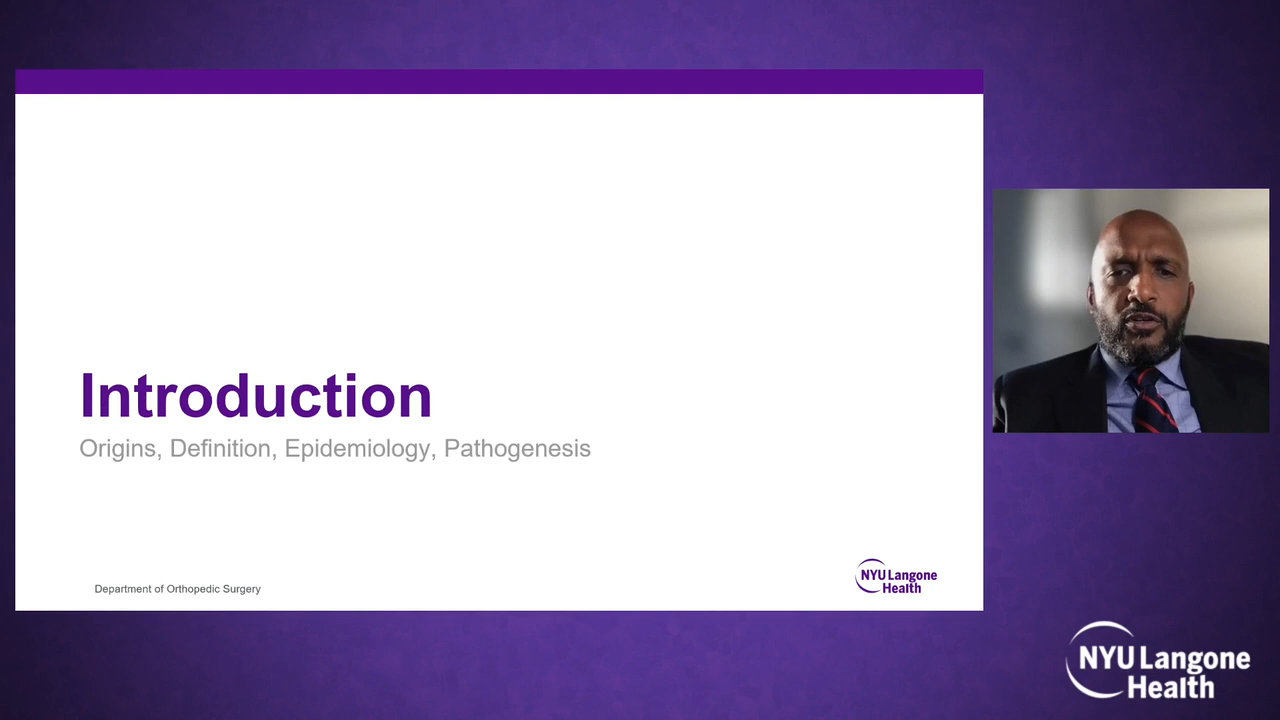 Introduction
Origins, Definition, Epidemiology, Pathogenesis
Department of Orthopedic Surgery
NYU Langone
Health
NYU Langone
Health